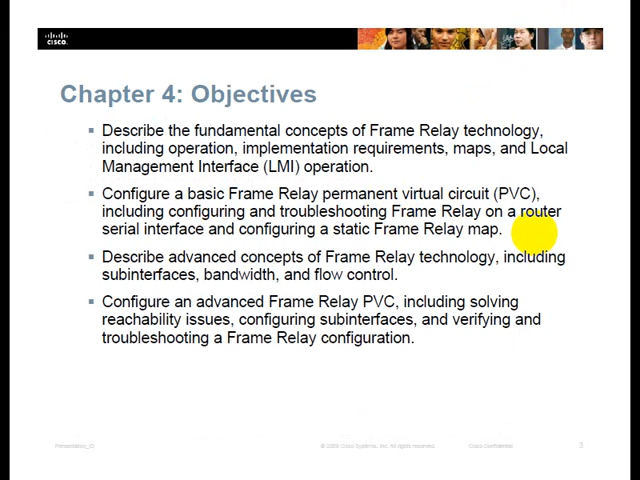 CISCO
Chapter 4: Objectives
▪ Describe the fundamental concepts of Frame Relay technology,
including operation, implementation requirements, maps, and Local
Management Interface (LMI) operation.
▪ Configure a basic Frame Relay permanent virtual circuit (PVC),
including configuring and troubleshooting Frame Relay on a router
serial interface and configuring a static Frame Relay map.
▪ Describe advanced concepts of Frame Relay technology, including
subinterfaces, bandwidth, and flow control.
▪ Configure an advanced Frame Relay PVC, including solving
reachability issues, configuring subinterfaces, and verifying and
troubleshooting a Frame Relay configuration.
Presentation_ID © 2008 Cisco Systems, Inc. All rights reserved. Cisco Confidential 3